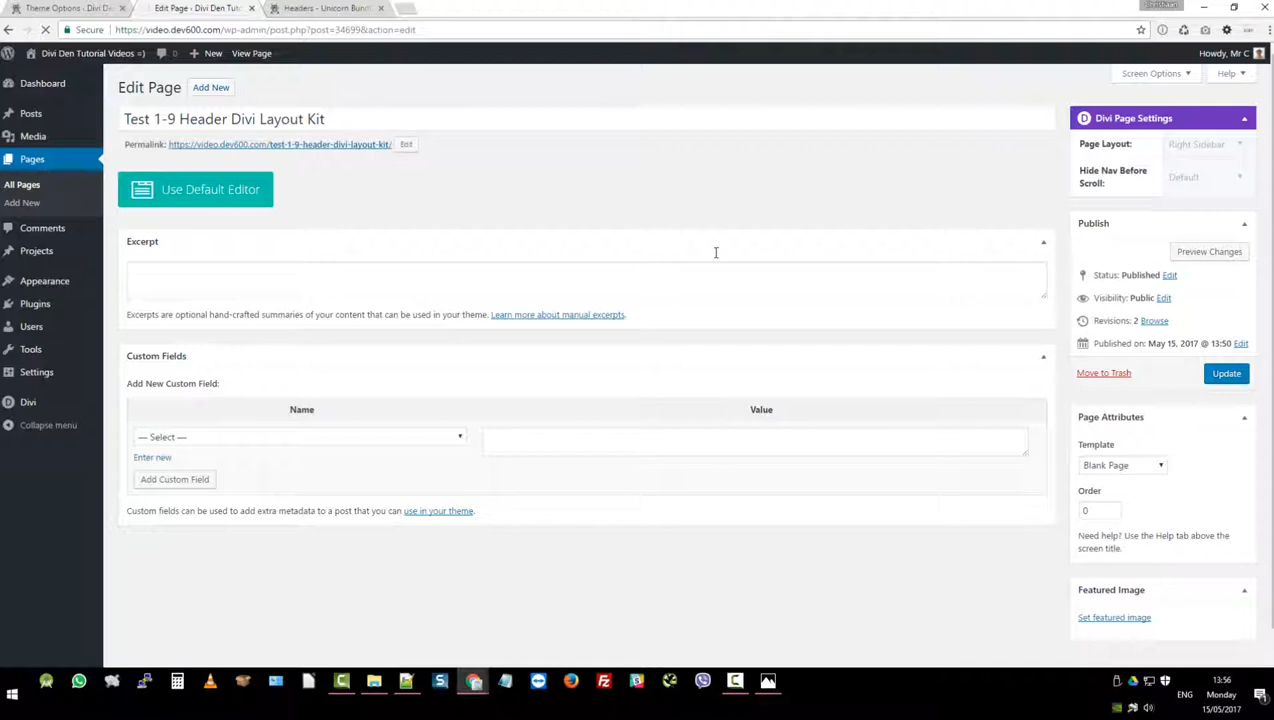 Theme Options - Divi De
Edit Page ‹ Divi Den Tuto
Headers - Unicorn Bun
Christiaan
Secure
https://video.dev600.com/wp-admin/post.php?post=34699&action=edit
Divi Den Tutorial Videos =)
0
New
View Page
Howdy, Mr C
Dashboard
Posts
Media
Pages
All Pages
Add New
Comments
Projects
Appearance
Plugins
Users
Tools
Settings
Divi
Collapse menu
Edit Page
Add New
Screen Options
Help
Test 1-9 Header Divi Layout Kit
Permalink: https://video.dev600.com/test-1-9-header-divi-layout-kit/
Edit
Use Default Editor
Excerpt
Excerpts are optional hand-crafted summaries of your content that can be used in your theme. Learn more about manual excerpts.
Custom Fields
Add New Custom Field:
Name
Value
— Select —
Enter new
Add Custom Field
Custom fields can be used to add extra metadata to a post that you can use in your theme.
Divi Page Settings
Page Layout:
Right Sidebar
Hide Nav Before
Scroll:
Default
Publish
Preview Changes
Status: Published Edit
Visibility: Public Edit
Revisions: 2 Browse
Published on: May 15, 2017 @ 13:50 Edit
Move to Trash
Update
Page Attributes
Template
Blank Page
Order
0
Need help? Use the Help tab above the
screen title.
Featured Image
Set featured image
13:56
ENG
Monday
15/05/2017